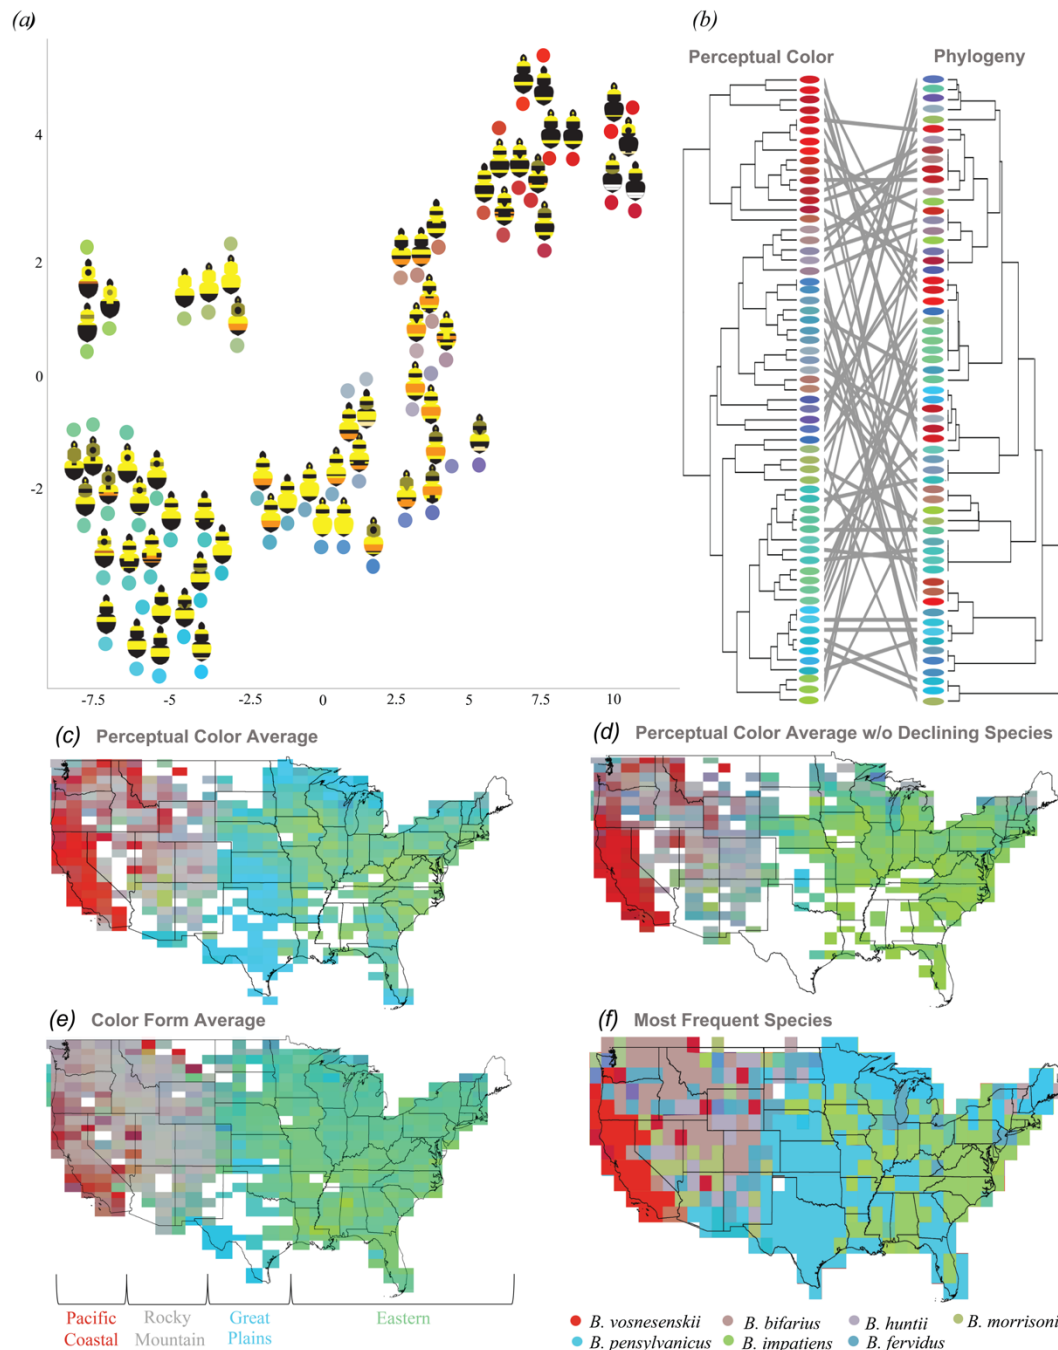 (a)
(b)
Perceptual Color
Phylogeny
4
2
0
-2
-7.5 -5 -2.5 0 2.5 5 7.5 10
(c) Perceptual Color Average
(d) Perceptual Color Average w/o Declining Species
(e) Color Form Average
(f) Most Frequent Species
Pacific Coastal
Rocky Mountain
Great Plains
Eastern
B. vosnesenskii B. bifarius B. huntii B. morrisoni
B. pensylvanicus B. impatiens B. fervidus